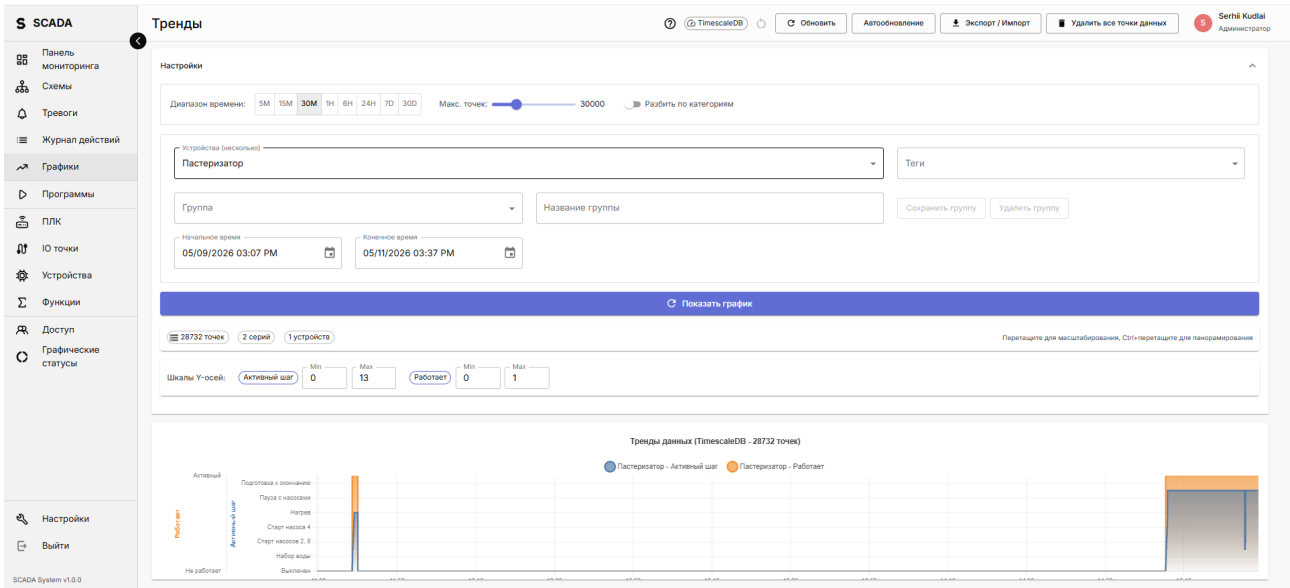 S SCADA
Тренды
TimescaleDB
Обновить
Автообновление
Экспорт / Импорт
Удалить все точки данных
S
Serhii Kudlai
Администратор
Панель мониторинга
Схемы
Тревоги
Журнал действий
Графики
Программы
ПЛК
IO точки
Устройства
Функции
Доступ
Графические статусы
Настройки
Выйти
SCADA System v1.0.0
Настройки
Диапазон времени: 5M 15M 30M 1H 6H 24H 7D 30D Макс. точек: 30000 Разбить по категориям
Устройства (несколько)
Пастеризатор
Теги
Группа
Название группы
Сохранить группу
Удалить группу
Начальное время
05/09/2026 03:07 PM
Конечное время
05/11/2026 03:37 PM
Показать график
28732 точек
2 серий
1 устройств
Перетащите для масштабирования, Ctrl+перетащите для панорамирования
Шкалы Y-осей:
Активный шаг
Min
0
Max
13
Работает
Min
0
Max
1
Тренды данных (TimescaleDB - 28732 точек)
Пастеризатор - Активный шаг
Пастеризатор - Работает
Активный
Работает
Не работает
Активный шаг
Подготовка к окончанию
Пауза с насосами
Нагрев
Старт насоса 4
Старт насосов 2, 8
Набор воды
Выключен